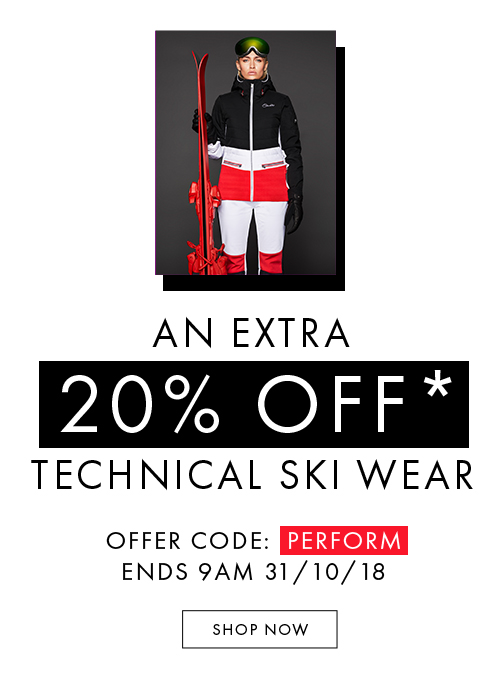 AN EXTRA
20% OFF*
TECHNICAL SKI WEAR
OFFER CODE: PERFORM
ENDS 9AM 31/10/18
SHOP NOW